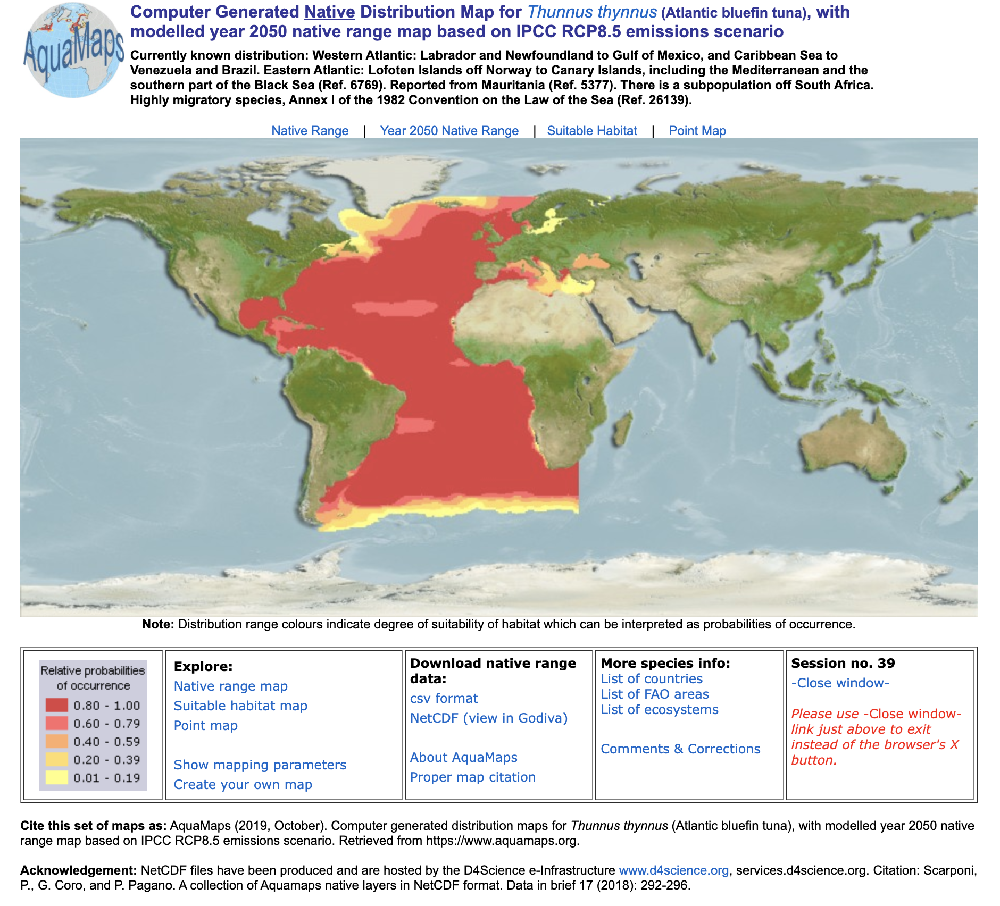 AquaMaps
Computer Generated Native Distribution Map for Thunnus thynnus (Atlantic bluefin tuna), with
modelled year 2050 native range map based on IPCC RCP8.5 emissions scenario
Currently known distribution: Western Atlantic: Labrador and Newfoundland to Gulf of Mexico, and Caribbean Sea to
Venezuela and Brazil. Eastern Atlantic: Lofoten Islands off Norway to Canary Islands, including the Mediterranean and the
southern part of the Black Sea (Ref. 6769). Reported from Mauritania (Ref. 5377). There is a subpopulation off South Africa.
Highly migratory species, Annex I of the 1982 Convention on the Law of the Sea (Ref. 26139).
Native Range | Year 2050 Native Range | Suitable Habitat | Point Map
Note: Distribution range colours indicate degree of suitability of habitat which can be interpreted as probabilities of occurrence.
Relative probabilities
of occurrence
0.80 - 1.00
0.60 - 0.79
0.40 - 0.59
0.20 - 0.39
0.01 - 0.19
Explore:
Native range map
Suitable habitat map
Point map
Show mapping parameters
Create your own map
Download native range
data:
csv format
NetCDF (view in Godiva)
About AquaMaps
Proper map citation
More species info:
List of countries
List of FAO areas
List of ecosystems
Comments & Corrections
Session no. 39
-Close window-
Please use -Close window-
link just above to exit
instead of the browser's X
button.
Cite this set of maps as: AquaMaps (2019, October). Computer generated distribution maps for Thunnus thynnus (Atlantic bluefin tuna), with modelled year 2050 native
range map based on IPCC RCP8.5 emissions scenario. Retrieved from https://www.aquamaps.org.
Acknowledgement: NetCDF files have been produced and are hosted by the D4Science e-Infrastructure www.d4science.org, services.d4science.org. Citation: Scarponi,
P., G. Coro, and P. Pagano. A collection of Aquamaps native layers in NetCDF format. Data in brief 17 (2018): 292-296.